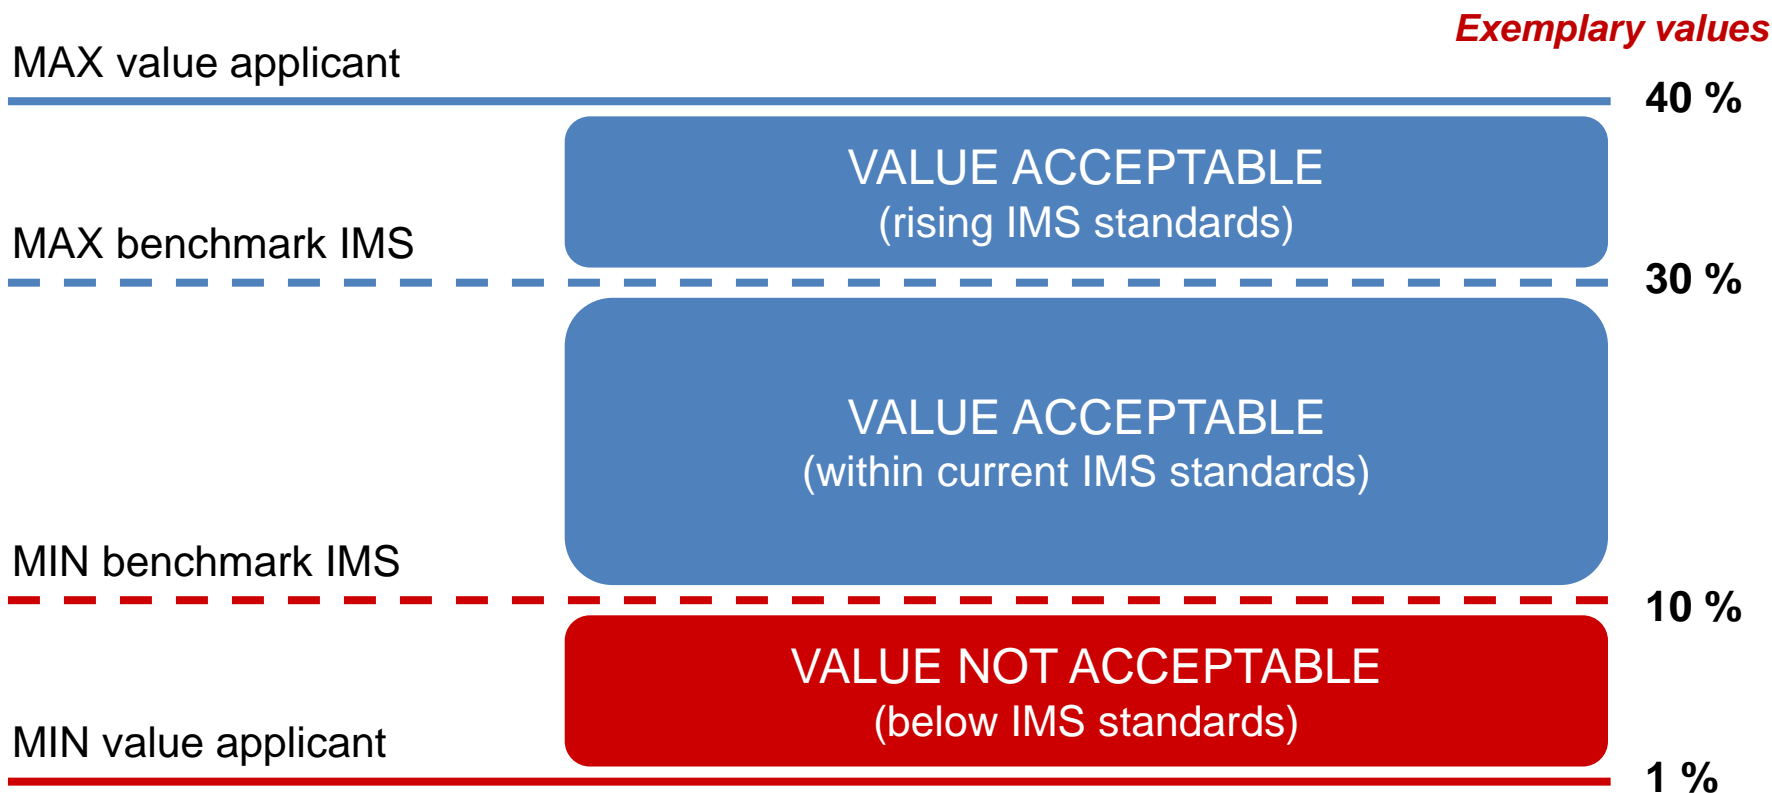 Exemplary values
MAX value applicant
40 %
VALUE ACCEPTABLE
(rising IMS standards)
MAX benchmark IMS
30 %
VALUE ACCEPTABLE
(within current IMS standards)
MIN benchmark IMS
10 %
VALUE NOT ACCEPTABLE
(below IMS standards)
MIN value applicant
1 %